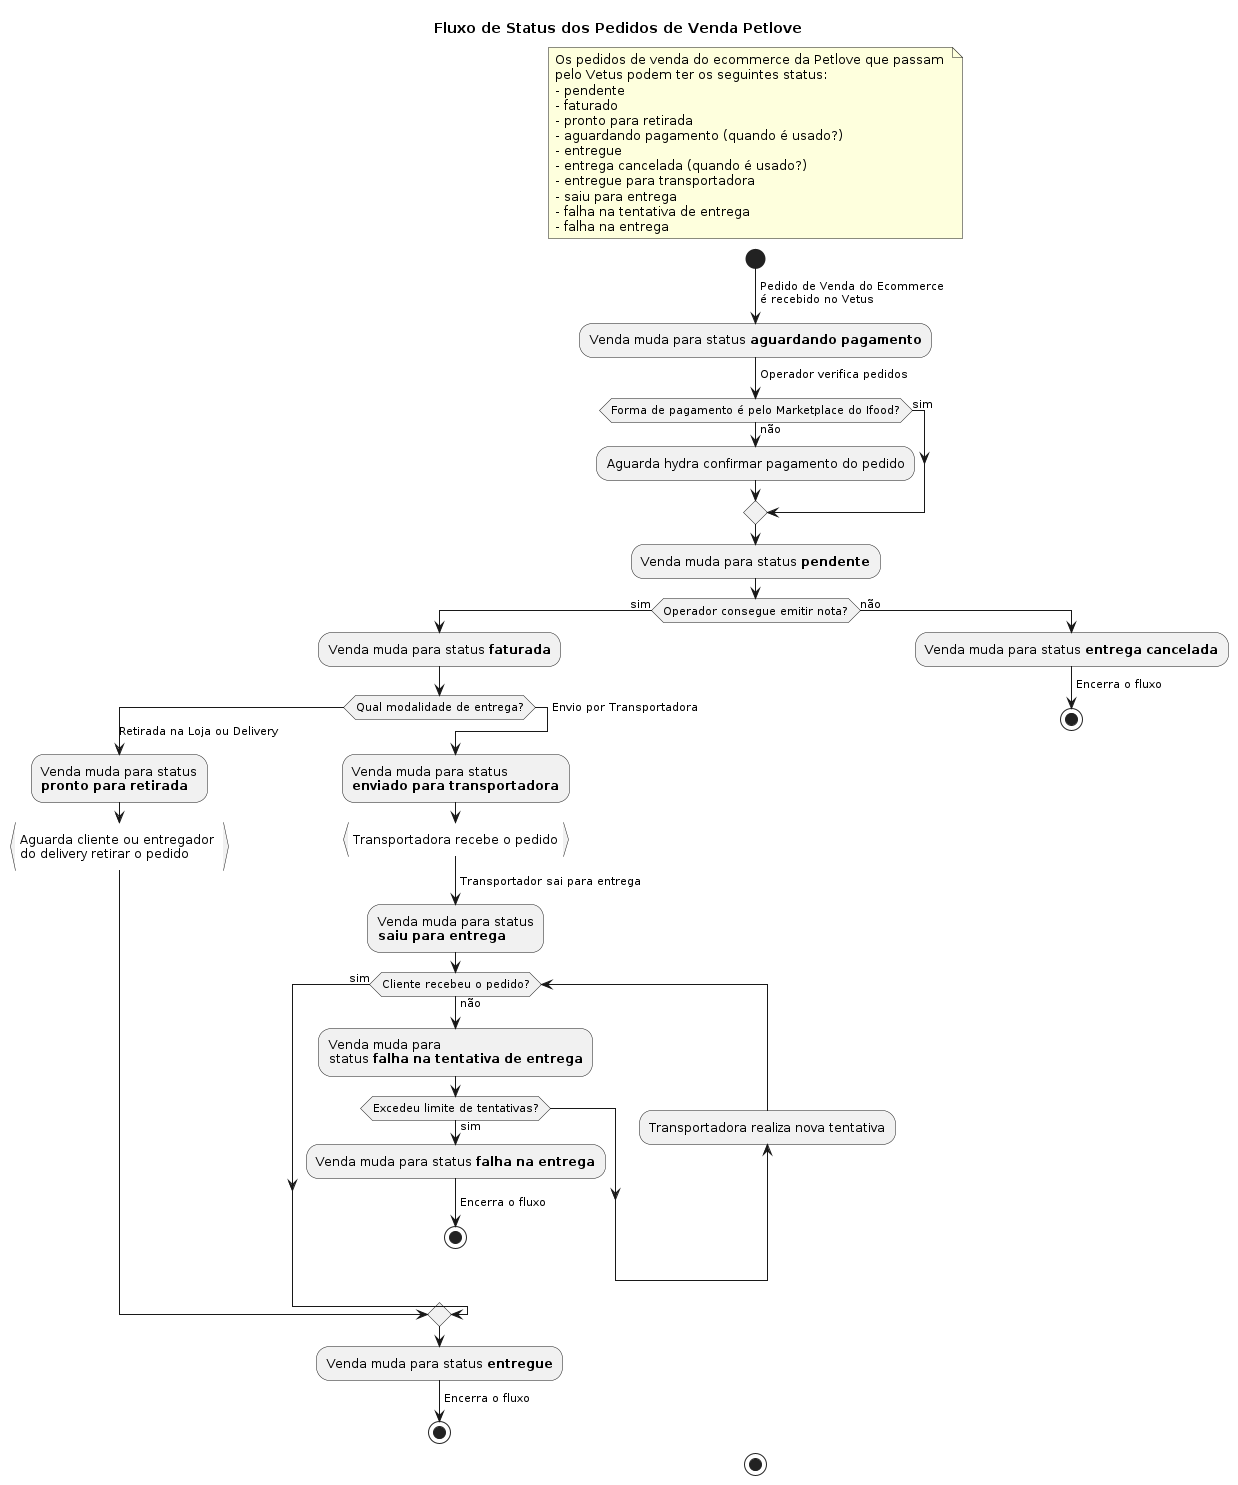 Fluxo de Status dos Pedidos de Venda Petlove
Os pedidos de venda do ecommerce da Petlove que passam
pelo Vetus podem ter os seguintes status:
- pendente
- faturado
- pronto para retirada
- aguardando pagamento (quando é usado?)
- entregue
- entrega cancelada (quando é usado?)
- entregue para transportadora
- saiu para entrega
- falha na tentativa de entrega
- falha na entrega
Pedido de Venda do Ecommerce
é recebido no Vetus
Venda muda para status aguardando pagamento
Operador verifica pedidos
Forma de pagamento é pelo Marketplace do Ifood?
sim
não
Aguarda hydra confirmar pagamento do pedido
Venda muda para status pendente
sim
Operador consegue emitir nota?
não
Venda muda para status faturada
Venda muda para status entrega cancelada
Encerra o fluxo
Qual modalidade de entrega?
Envio por Transportadora
Retirada na Loja ou Delivery
Venda muda para status
pronto para retirada
Aguarda cliente ou entregador
do delivery retirar o pedido
Venda muda para status
enviado para transportadora
Transportadora recebe o pedido
Transportador sai para entrega
Venda muda para status
saiu para entrega
sim
Cliente recebeu o pedido?
não
Venda muda para
status falha na tentativa de entrega
Excedeu limite de tentativas?
sim
Transportadora realiza nova tentativa
Venda muda para status falha na entrega
Encerra o fluxo
Venda muda para status entregue
Encerra o fluxo